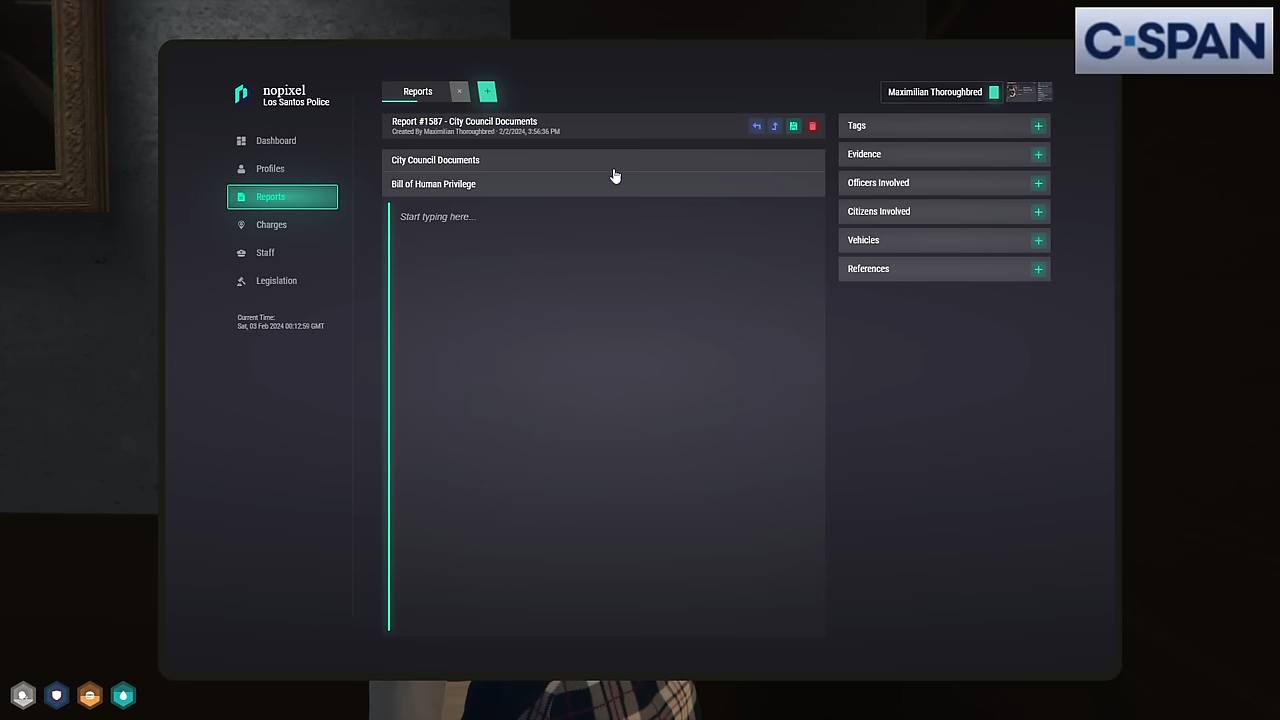 C-SPAN
nopixel
Los Santos Police
Reports
Maximilian Thoroughbred
Dashboard
Profiles
Reports
Charges
Staff
Legislation
Current Time:
Sat, 03 Feb 2024 00:12:59 GMT
Report #1587 - City Council Documents
Created By Maximilian Thoroughbred - 2/2/2024, 3:56:36 PM
City Council Documents
Bill of Human Privilege
Start typing here...
Tags
Evidence
Officers Involved
Citizens Involved
Vehicles
References